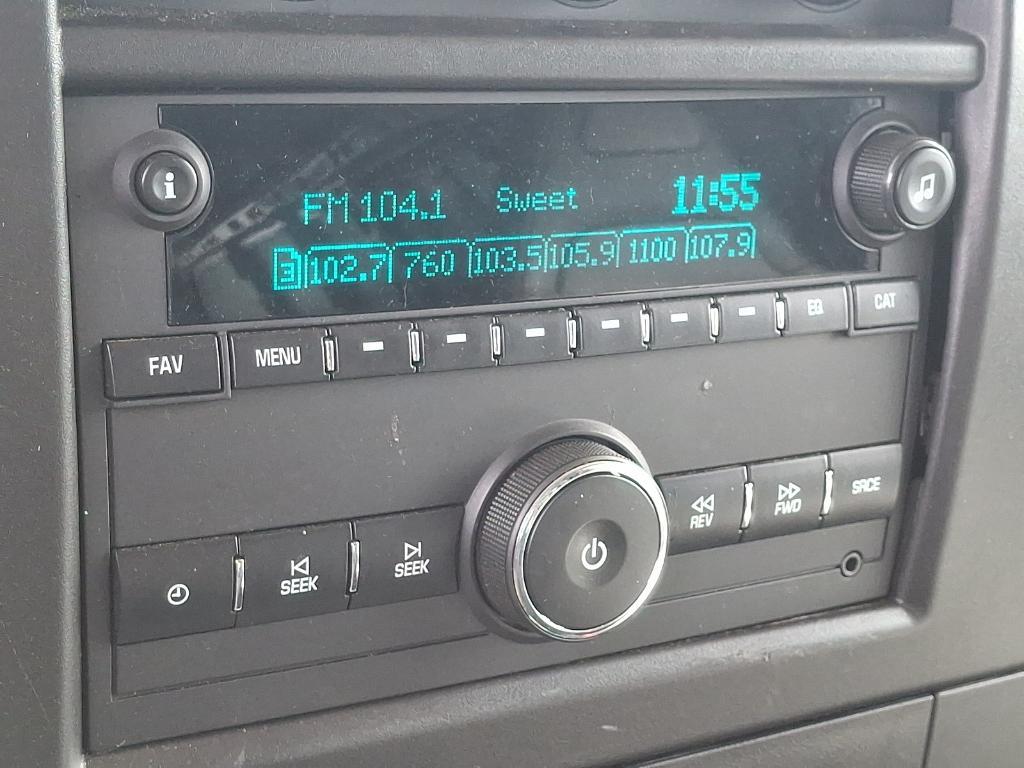 i
FM 104.1 Sweet 11:55
3 102.7 760 103.5 105.9 1100 107.9
FAV MENU EQ CAT
SEEK SEEK REV FWD SRCE